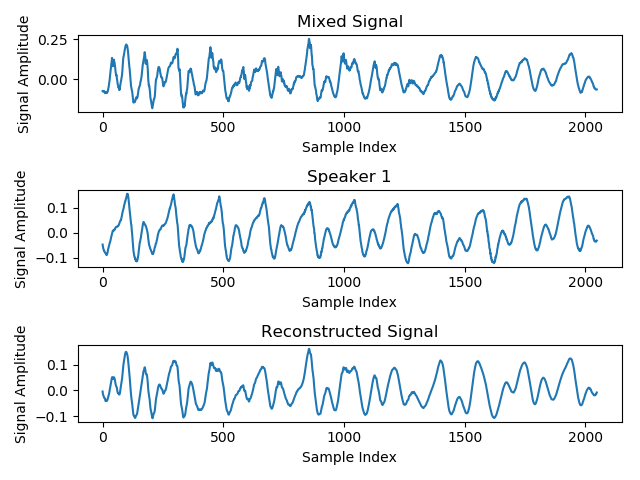 Mixed Signal
Signal Amplitude
0.25
0.00
0 500 1000 1500 2000
Sample Index
Speaker 1
Signal Amplitude
0.1
0.0
−0.1
0 500 1000 1500 2000
Sample Index
Reconstructed Signal
Signal Amplitude
0.1
0.0
−0.1
0 500 1000 1500 2000
Sample Index